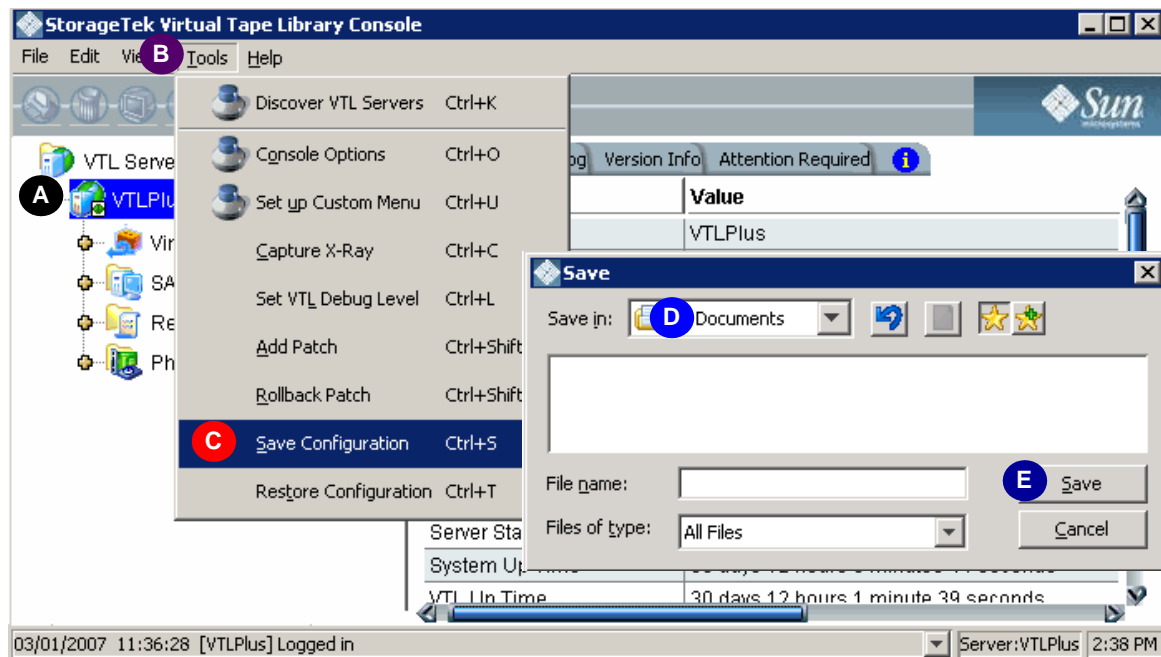 StorageTek Virtual Tape Library Console
File Edit B Tools Help
Discover VTL Servers Ctrl+K
Console Options Ctrl+O
Set up Custom Menu Ctrl+U
Capture X-Ray Ctrl+C
Set VTL Debug Level Ctrl+L
Add Patch Ctrl+Shift
Rollback Patch Ctrl+Shift
C Save Configuration Ctrl+S
Restore Configuration Ctrl+T
Sun
microsystems
VTL Serve
A VTLPlu
Vir
SA
Re
Ph
og Version Info Attention Required i
Value
VTLPlus
Save
Save in: D Documents
File name:
E Save
Files of type: All Files
Cancel
Server Sta
System Up
VTL Up Time 30 days 12 hours 1 minute 39 seconds
03/01/2007 11:36:28 [VTLPlus] Logged in
Server:VTLPlus 2:38 PM